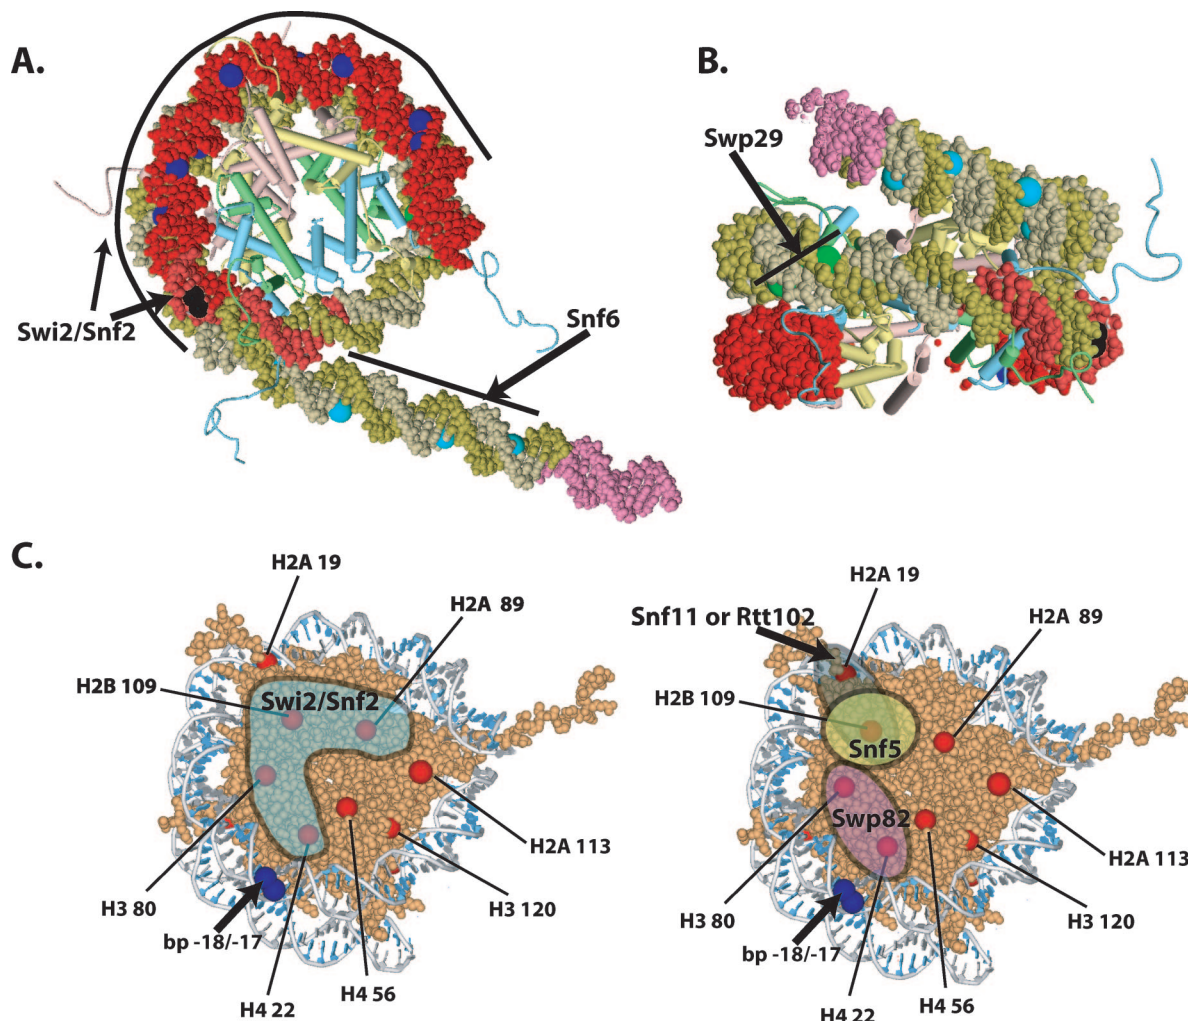 A.
B.
Swp29
Swi2/Snf2
Snf6
C.
H2A 19
H2A 89
H2B 109
Swi2/Snf2
H2A 113
H3 80
H3 120
bp -18/-17
H4 56
H4 22
H2A 19
Snf11 or Rtt102
H2A 89
H2B 109
Snf5
Swp82
H2A 113
H3 80
H3 120
bp -18/-17
H4 56
H4 22